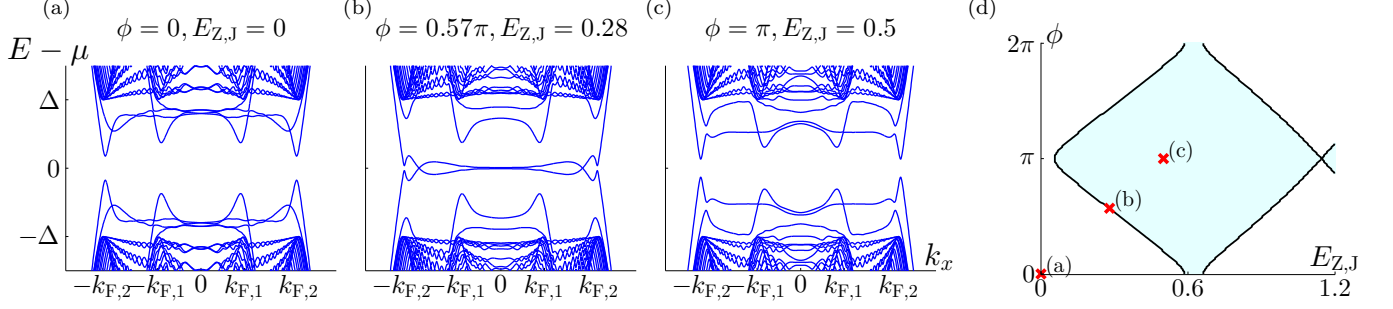 (a)
ϕ = 0, E_{Z,J} = 0
E − μ
Δ
0
−Δ
−k_{F,2} −k_{F,1} 0 k_{F,1} k_{F,2}
(b)
ϕ = 0.57π, E_{Z,J} = 0.28
−k_{F,2} −k_{F,1} 0 k_{F,1} k_{F,2}
(c)
ϕ = π, E_{Z,J} = 0.5
−k_{F,2} −k_{F,1} 0 k_{F,1} k_{F,2}
k_x
(d)
ϕ
2π
π
0
(c)
(b)
(a)
E_{Z,J}
0 0.6 1.2